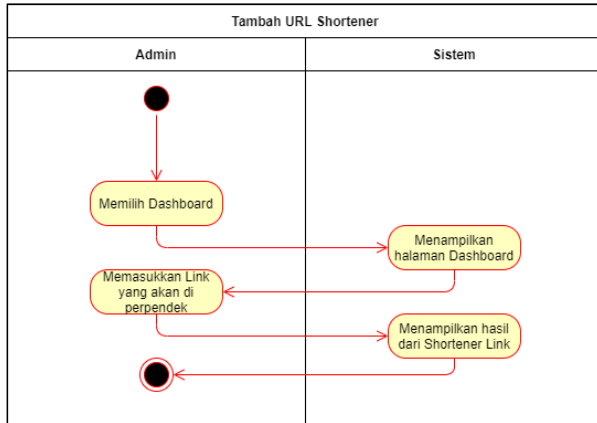 Tambah URL Shortener
Admin
Sistem
Memilih Dashboard
Menampilkan
halaman Dashboard
Memasukkan Link
yang akan di
perpendek
Menampilkan hasil
dari Shortener Link